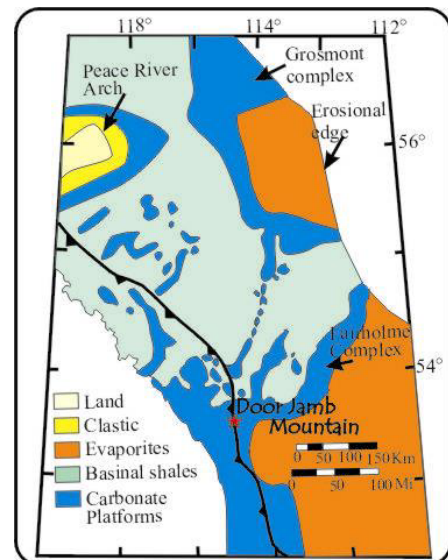 118°
114°
112°
Grosmont
complex
Peace River
Arch
Erosional
edge
56°
Fairholme
Complex
54°
Door Jamb
Mountain
Land
Clastic
Evaporites
Basinal shales
Carbonate
Platforms
0 50 100 150 Km
0 50 100 Mi